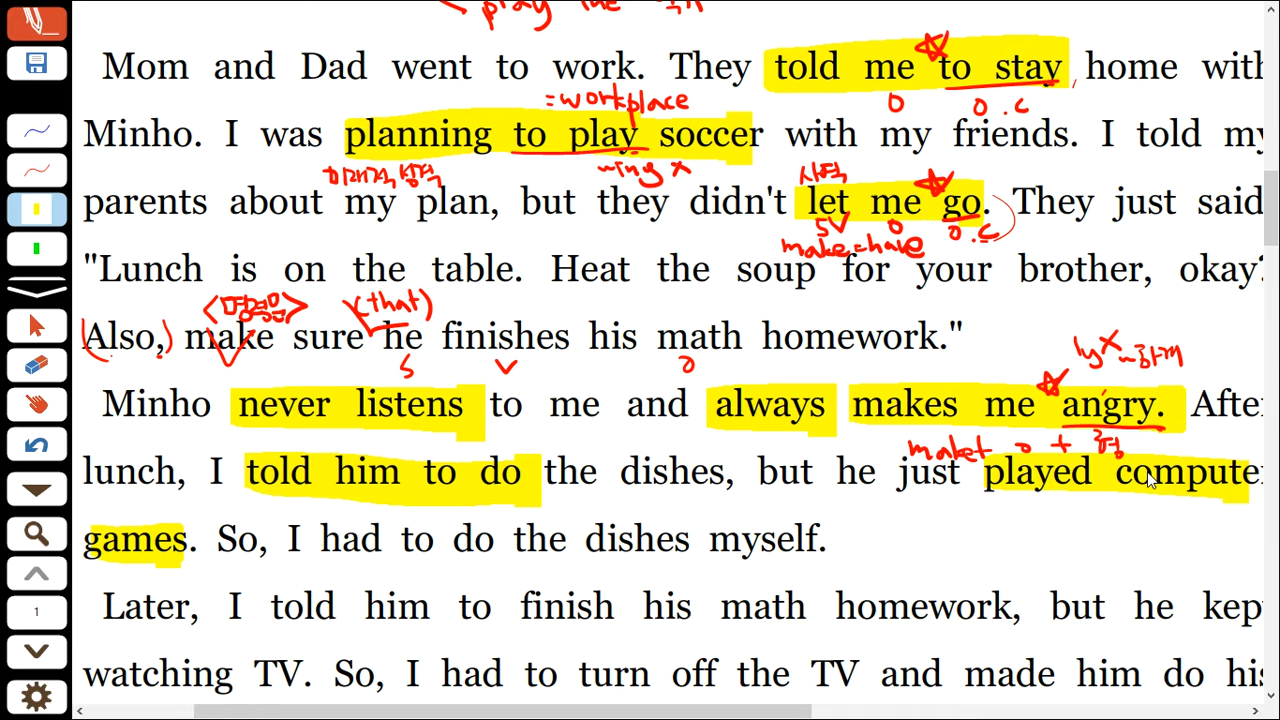 play the
Mom and Dad went to work. They told me to stay, home with
O O.C
=workplace
Minho. I was planning to play soccer with my friends. I told my
미래적 성격 ~ing x
사역
parents about my plan, but they didn't let me go. They just said
5V O O.C
make=have
"Lunch is on the table. Heat the soup for your brother, okay?
<명령문> (that)
(Also,) make sure he finishes his math homework."
S V O
ly X ~하게
Minho never listens to me and always makes me angry. After
make+ O + 형
lunch, I told him to do the dishes, but he just played computer
games. So, I had to do the dishes myself.
Later, I told him to finish his math homework, but he kept
1
watching TV. So, I had to turn off the TV and made him do his